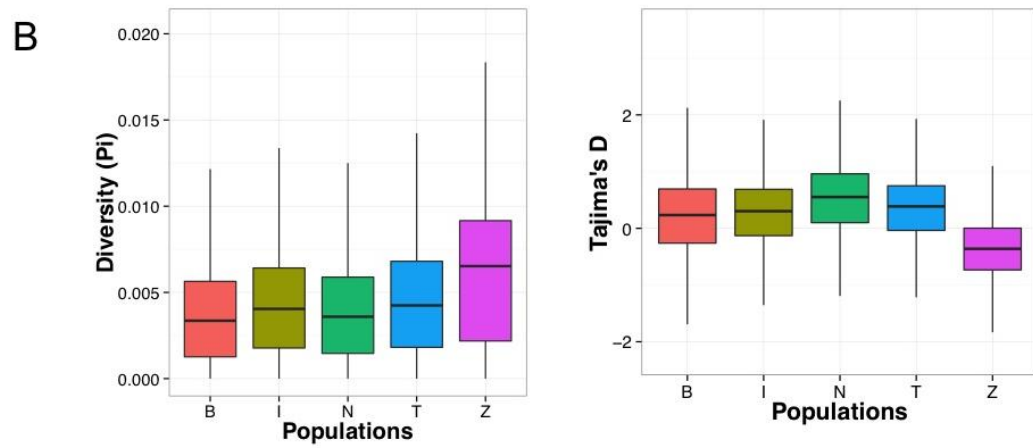 B
Diversity (Pi)
0.020
0.015
0.010
0.005
0.000
B I N T Z
Populations
Tajima's D
2
0
−2
B I N T Z
Populations